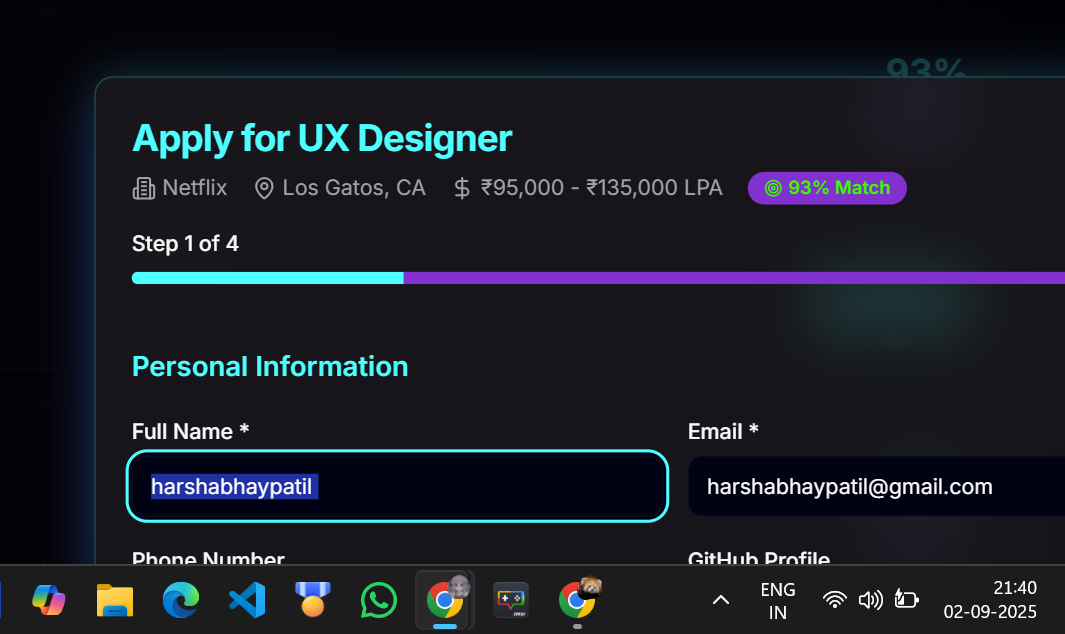 93%
Apply for UX Designer
Netflix Los Gatos, CA ₹95,000 - ₹135,000 LPA 93% Match
Step 1 of 4
Personal Information
Full Name * Email *
harshabhaypatil harshabhaypatil@gmail.com
Phone Number GitHub Profile
ENG 21:40
IN 02-09-2025